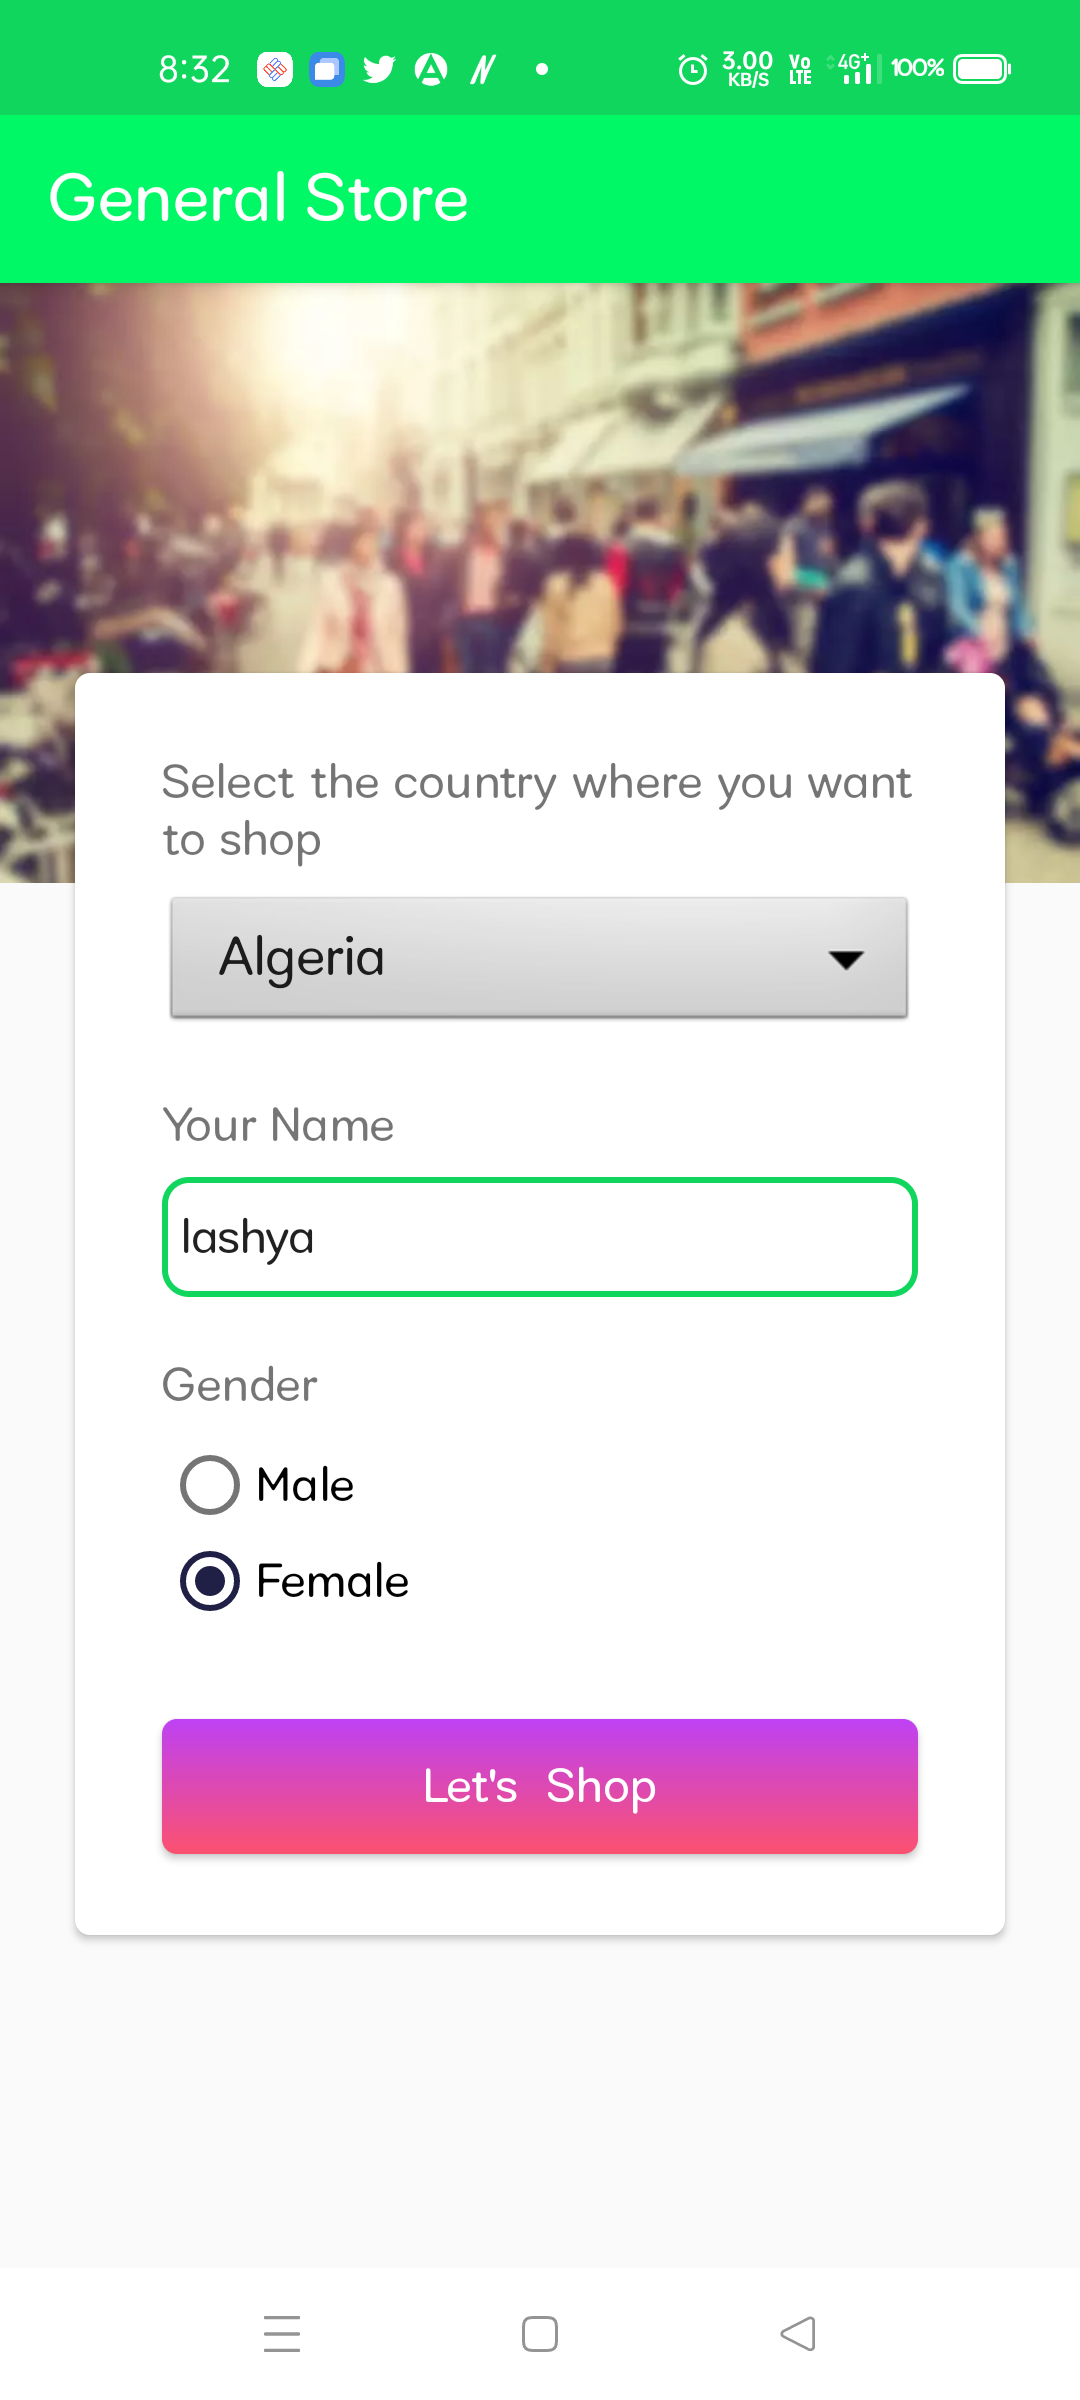 8:32 3.00 KB/S Vo LTE 4G+ 100%
General Store
Select the country where you want
to shop
Algeria
Your Name
lashya
Gender
Male
Female
Let's Shop